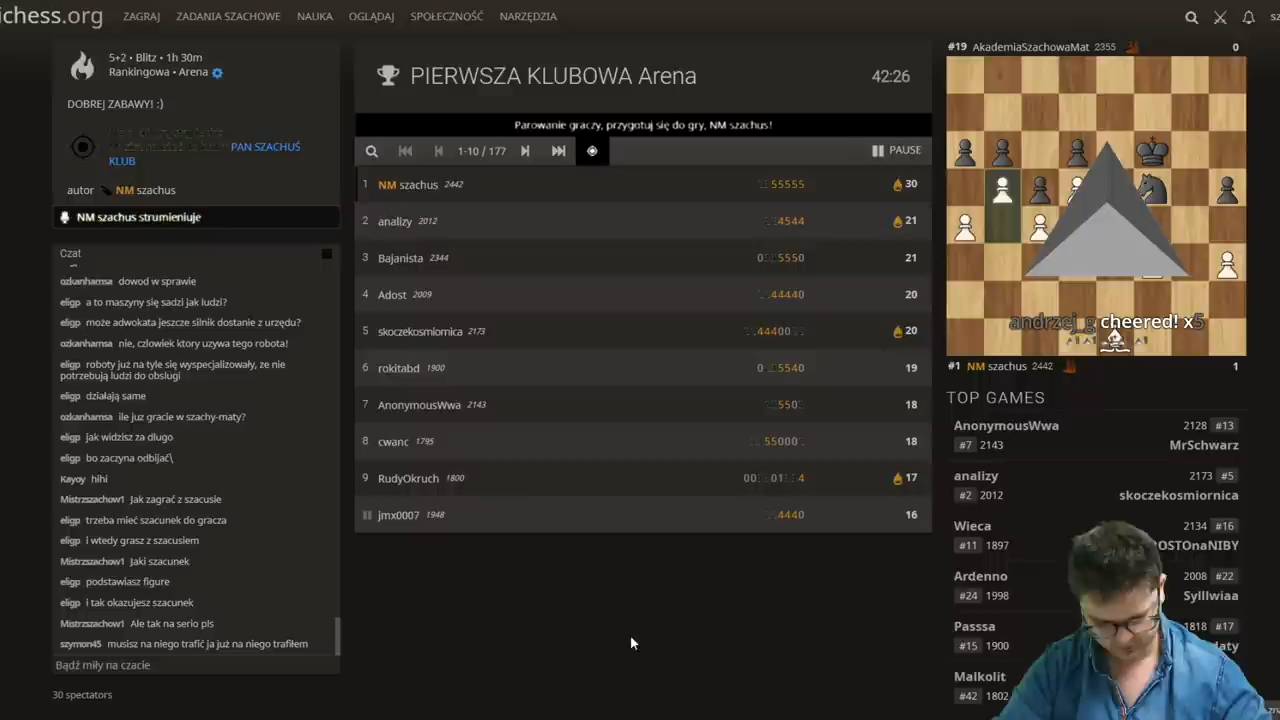 ichess.org
ZAGRAJ
ZADANIA SZACHOWE
NAUKA
OGLĄDAJ
SPOŁECZNOŚĆ
NARZĘDZIA
5+2 • Blitz • 1h 30m
Rankingowa • Arena
DOBREJ ZABAWY! :)
PAN SZACHUŚ
KLUB
autor NM szachus
NM szachus strumieniuje
Czat
ozkanhamsa dowod w sprawie
eligp a to maszyny się sadzi jak ludzi?
eligp może adwokata jeszcze silnik dostanie z urzędu?
ozkanhamsa nie, człowiek ktory uzywa tego robota!
eligp roboty już na tyle się wyspecjalizowały, ze nie
potrzebują ludzi do obslugi
eligp działają same
ozkanhamsa ile juz gracie w szachy-maty?
eligp jak widzisz za dlugo
eligp bo zaczyna odbijać\
Kayoy hihi
Mistrzszachow1 Jak zagrać z szacusie
eligp trzeba mieć szacunek do gracza
eligp i wtedy grasz z szacusiem
Mistrzszachow1 Jaki szacunek
eligp podstawiasz figure
eligp i tak okazujesz szacunek
Mistrzszachow1 Ale tak na serio pls
szymon45 musisz na niego trafić ja już na niego trafiłem
Bądź miły na czacie
30 spectators
PIERWSZA KLUBOWA Arena
42:26
Parowanie graczy, przygotuj się do gry, NM szachus!
1-10 / 177
PAUSE
1 NM szachus 2442 55555 30
2 analizy 2012 4544 21
3 Bajanista 2344 0 5550 21
4 Adost 2009 44440 20
5 skoczekosmiornica 2173 44400 20
6 rokitabd 1900 0 5540 19
7 AnonymousWwa 2143 550 18
8 cwanc 1795 55000 18
9 RudyOkruch 1800 00 01 4 17
jmx0007 1948 4440 16
#19 AkademiaSzachowaMat 2355 0
andrzej_g cheered! x5
#1 NM szachus 2442 1
TOP GAMES
AnonymousWwa 2128 #13
#7 2143 MrSchwarz
analizy 2173 #5
#2 2012 skoczekosmiornica
Wieca 2134 #16
#11 1897 OSTOnaNIBY
Ardenno 2008 #22
#24 1998 Sylllwiaa
Passsa 1818 #17
#15 1900 laty
Malkolit
#42 1802